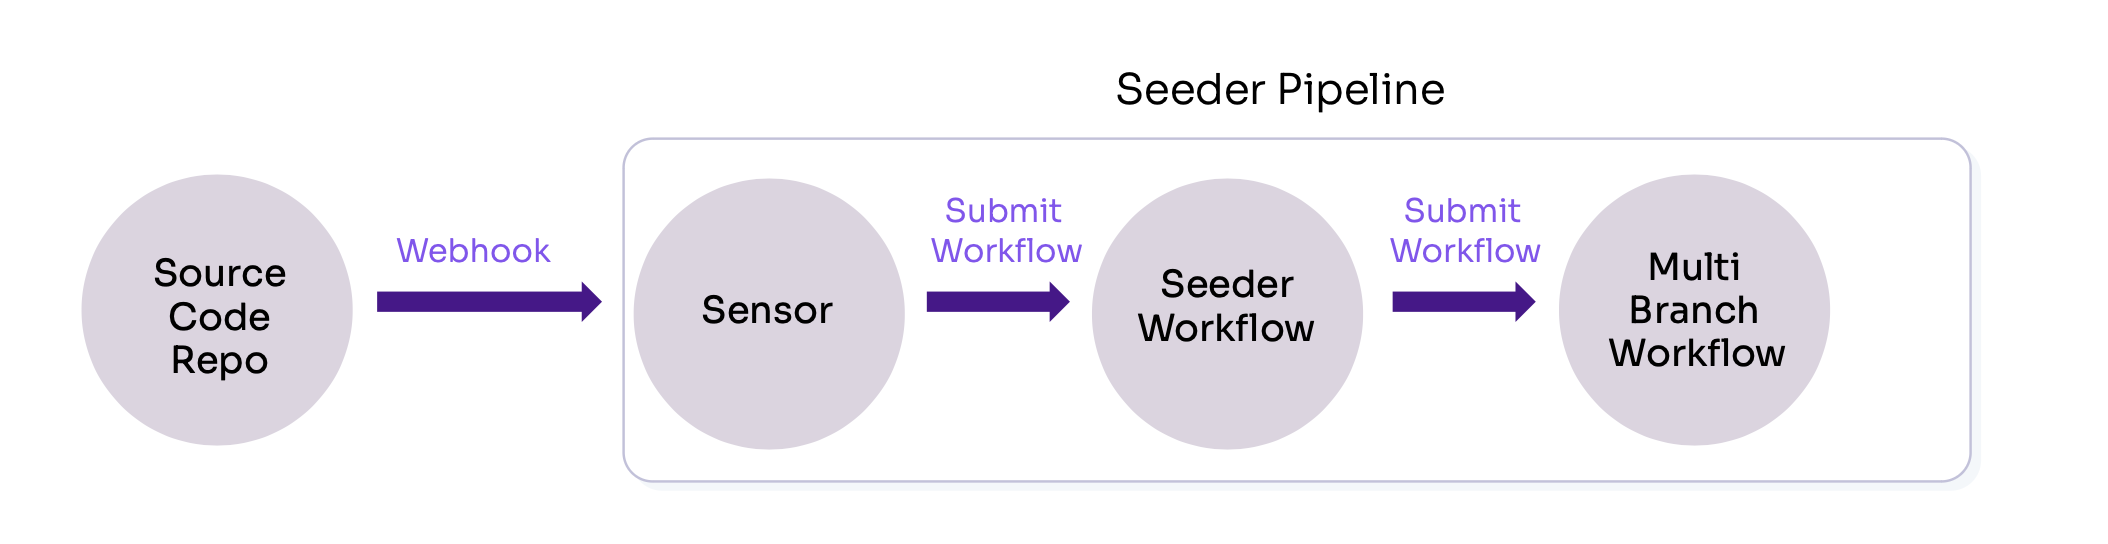 Seeder Pipeline
Source
Code
Repo
Webhook
Sensor
Submit
Workflow
Seeder
Workflow
Submit
Workflow
Multi
Branch
Workflow